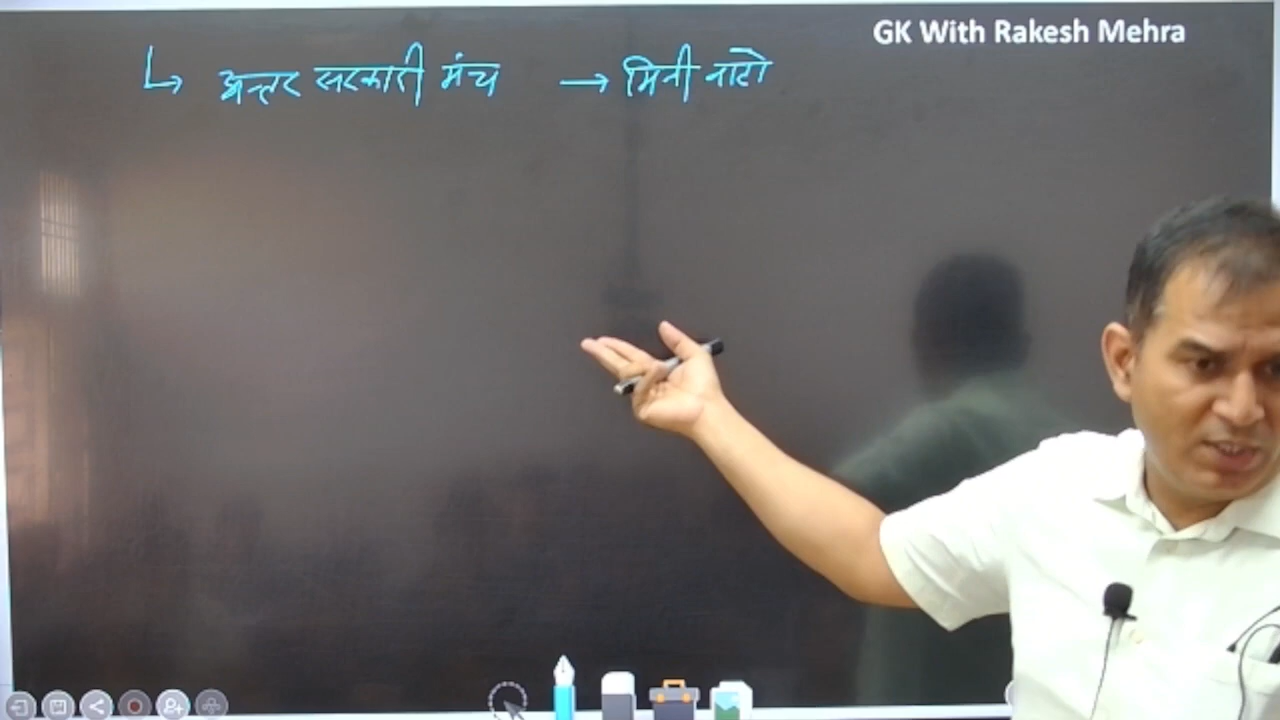 GK With Rakesh Mehra
↳ अन्तर सरकारी मंच → मिनी नाटो